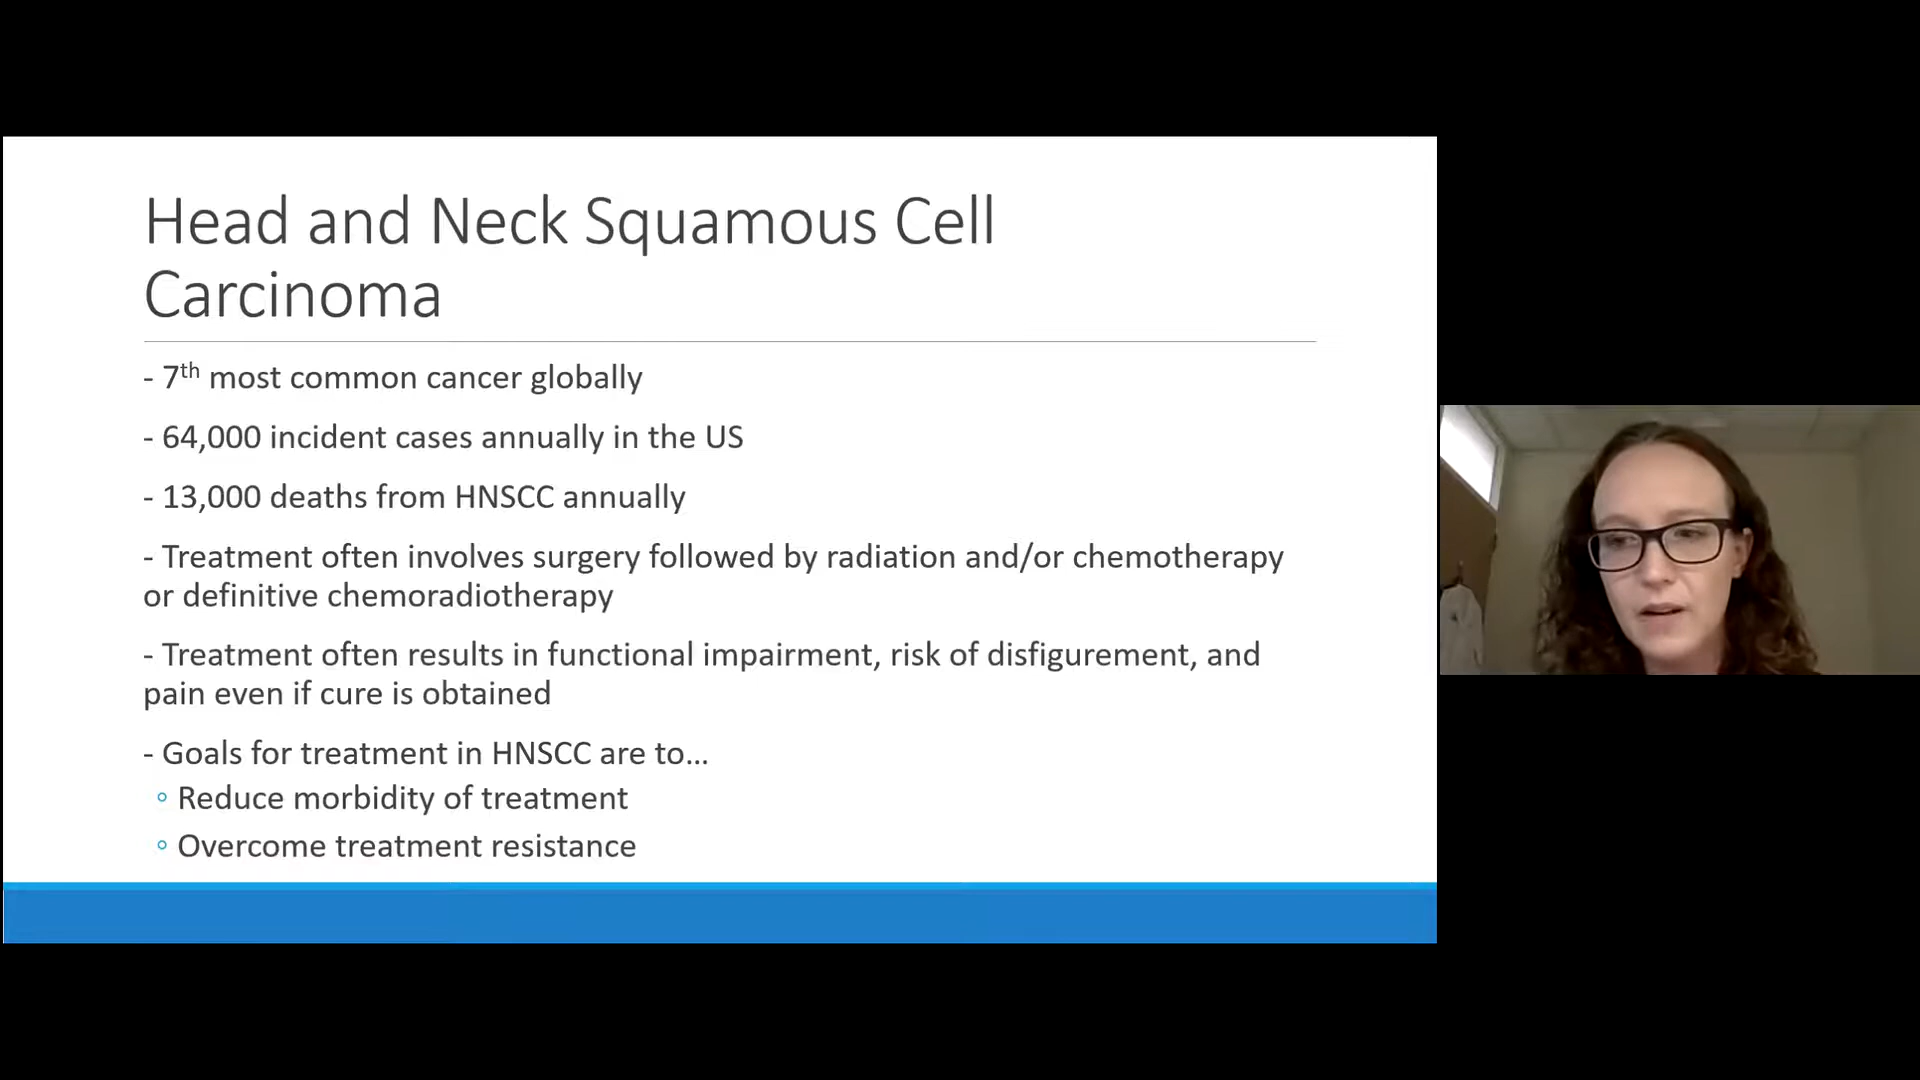 Head and Neck Squamous Cell
Carcinoma
- 7th most common cancer globally
- 64,000 incident cases annually in the US
- 13,000 deaths from HNSCC annually
- Treatment often involves surgery followed by radiation and/or chemotherapy
or definitive chemoradiotherapy
- Treatment often results in functional impairment, risk of disfigurement, and
pain even if cure is obtained
- Goals for treatment in HNSCC are to…
◦ Reduce morbidity of treatment
◦ Overcome treatment resistance